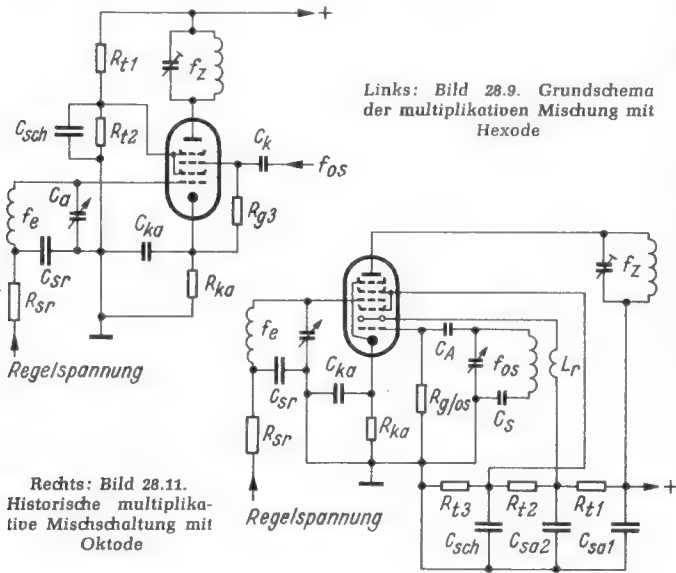 +
Rt1
fz
Csch
Rt2
Ck
fos
Ca
fe
Cka
Rg3
Csr
Rsr
Rka
Regelspannung
Links: Bild 28.9. Grundschema
der multiplikativen Mischung mit
Hexode
fz
fe
CA
fos
Lr
Cka
Csr
Rg/os
Cs
Rsr
Rka
Regelspannung
+
Rt3
Rt2
Rt1
Csch
Csa2
Csa1
Rechts: Bild 28.11.
Historische multiplika-
tive Mischschaltung mit
Oktode